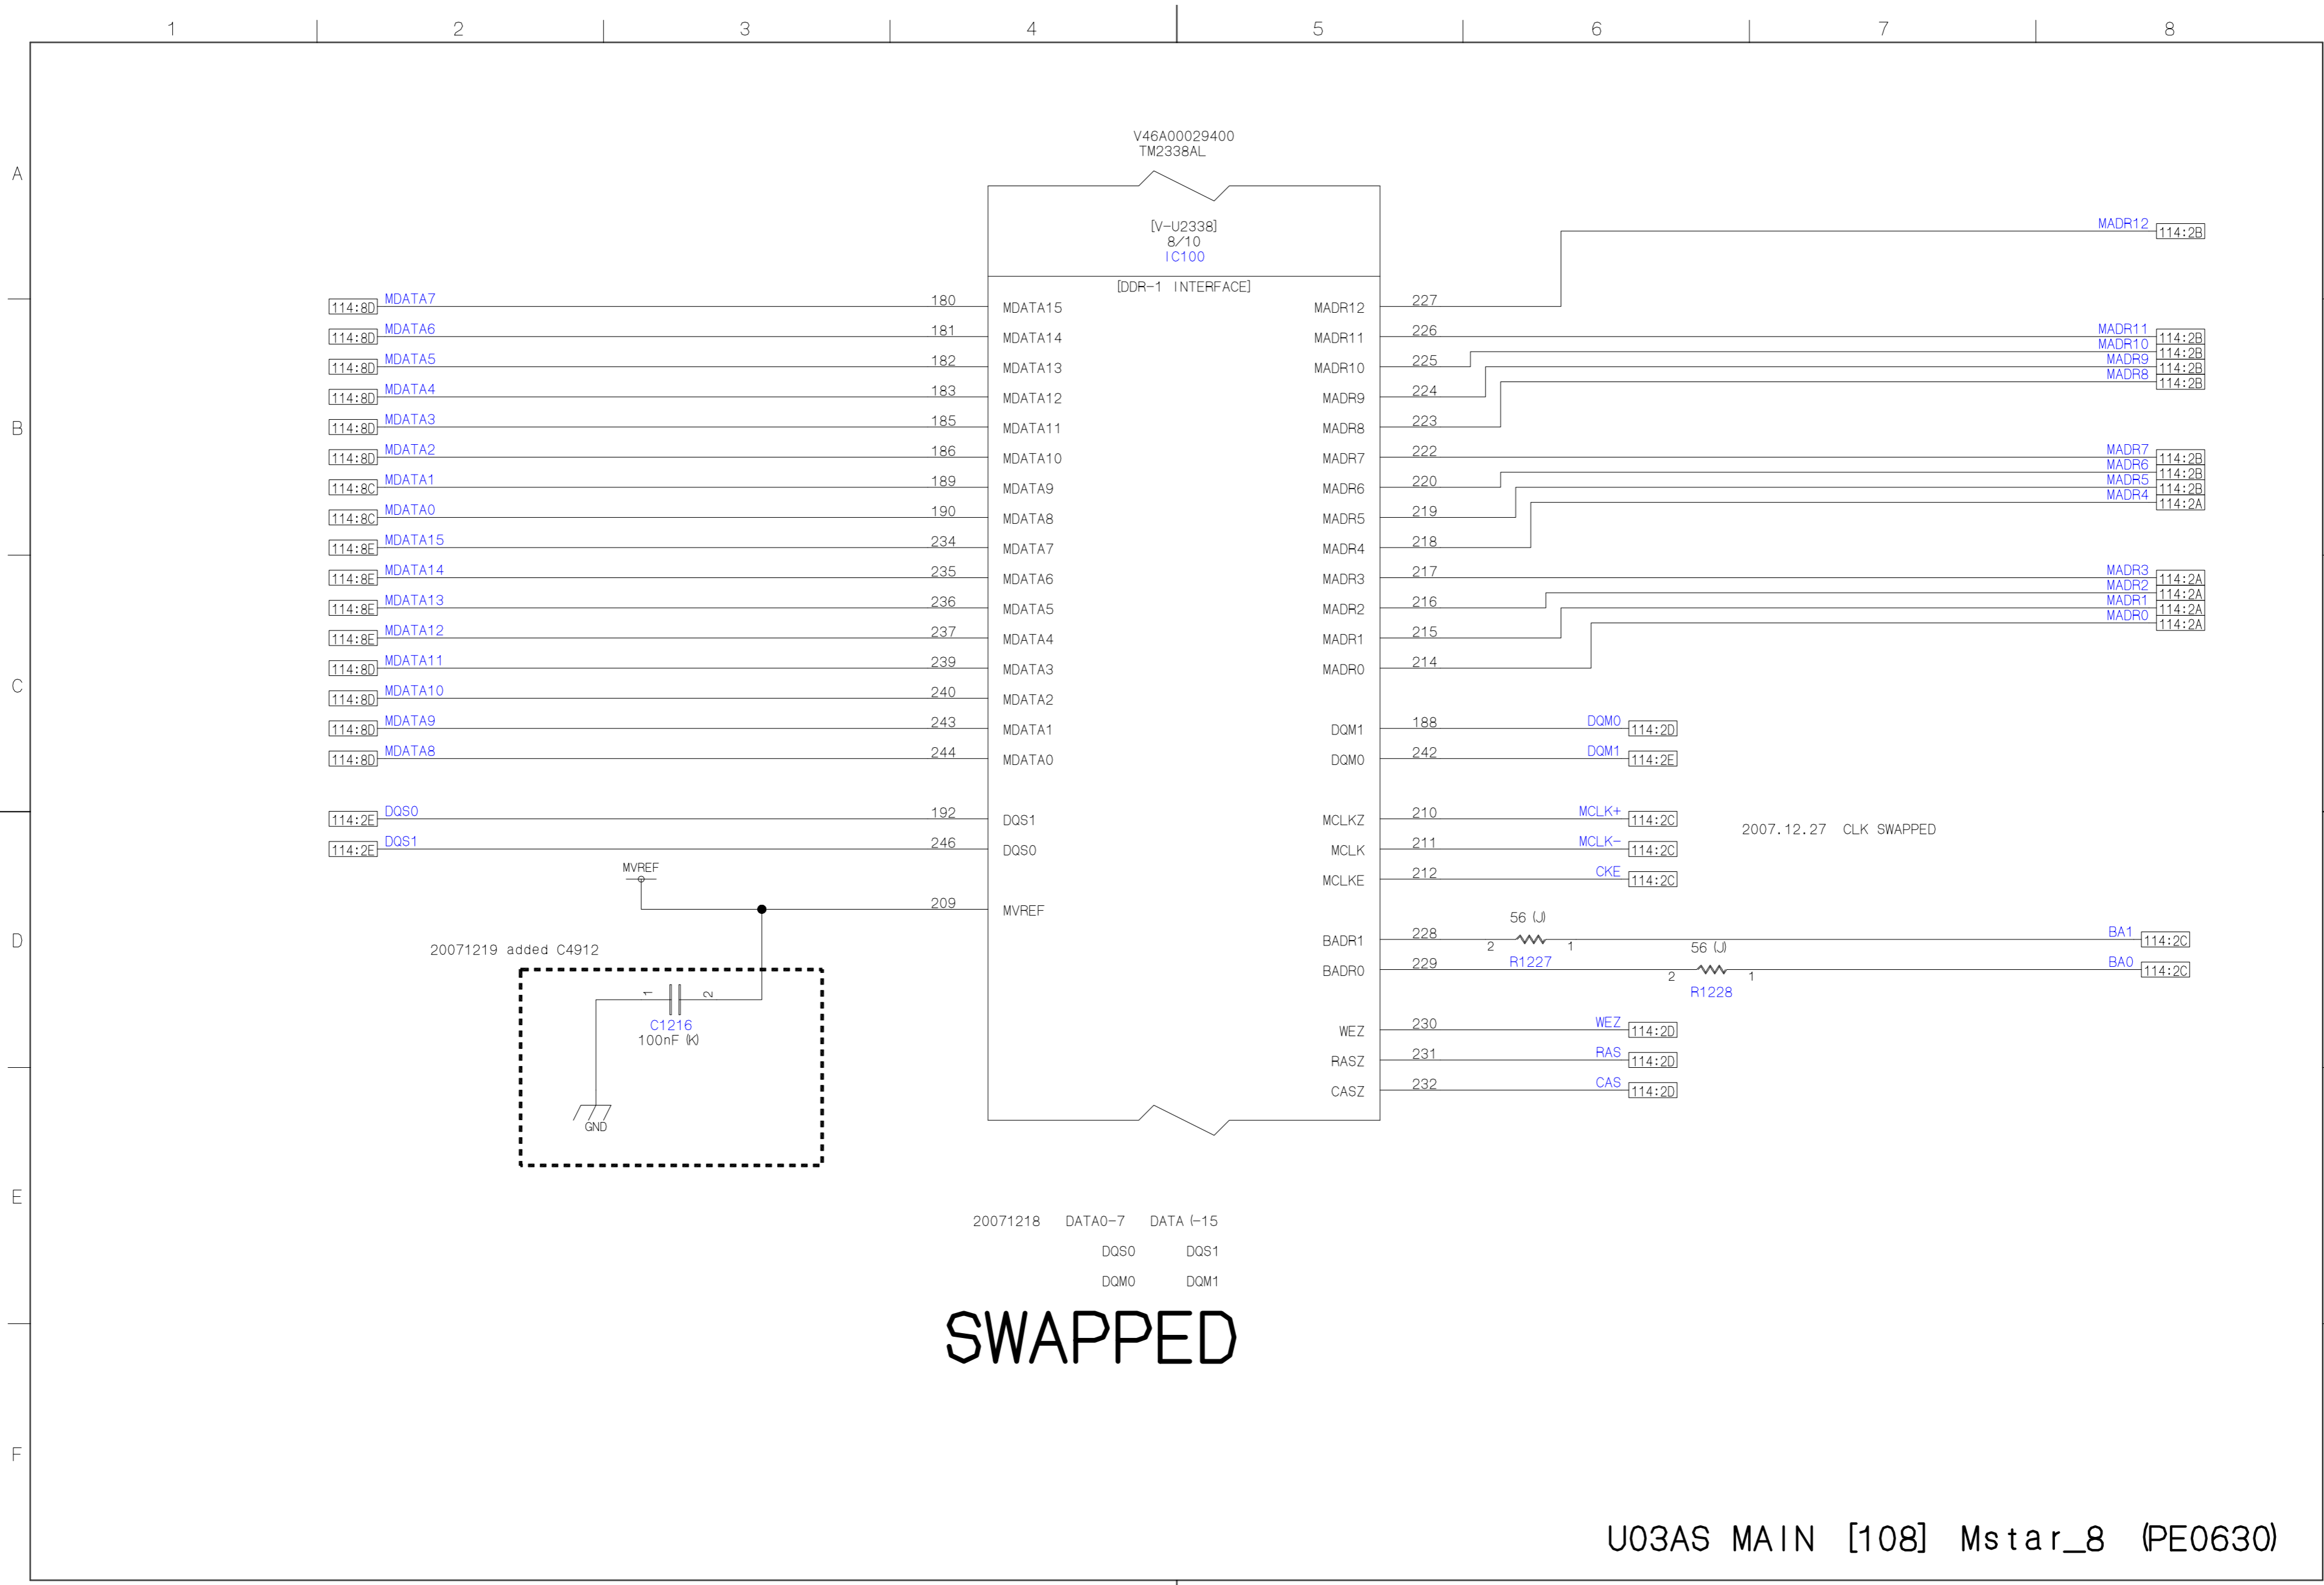 1 2 3 4 5 6 7 8
A
B
C
D
E
F
V46A00029400
TM2338AL
[V-U2338]
8/10
IC100
[DDR-1 INTERFACE]
114:8D MDATA7 180 MDATA15
114:8D MDATA6 181 MDATA14
114:8D MDATA5 182 MDATA13
114:8D MDATA4 183 MDATA12
114:8D MDATA3 185 MDATA11
114:8D MDATA2 186 MDATA10
114:8C MDATA1 189 MDATA9
114:8C MDATA0 190 MDATA8
114:8E MDATA15 234 MDATA7
114:8E MDATA14 235 MDATA6
114:8E MDATA13 236 MDATA5
114:8E MDATA12 237 MDATA4
114:8D MDATA11 239 MDATA3
114:8D MDATA10 240 MDATA2
114:8D MDATA9 243 MDATA1
114:8D MDATA8 244 MDATA0
114:2E DQS0 192 DQS1
114:2E DQS1 246 DQS0
MVREF
209 MVREF
20071219 added C4912
1 2
C1216
100nF (K)
GND
MADR12 227 MADR12 114:2B
MADR11 226 MADR11 114:2B
MADR10 225 MADR10 114:2B
MADR9 224 MADR9 114:2B
MADR8 223 MADR8 114:2B
MADR7 222 MADR7 114:2B
MADR6 220 MADR6 114:2B
MADR5 219 MADR5 114:2B
MADR4 218 MADR4 114:2A
MADR3 217 MADR3 114:2A
MADR2 216 MADR2 114:2A
MADR1 215 MADR1 114:2A
MADR0 214 MADR0 114:2A
DQM1 188 DQM0 114:2D
DQM0 242 DQM1 114:2E
MCLKZ 210 MCLK+ 114:2C
MCLK 211 MCLK- 114:2C
2007.12.27 CLK SWAPPED
MCLKE 212 CKE 114:2C
56 (J)
BADR1 228 2 1 BA1 114:2C
R1227
56 (J)
BADR0 229 2 1 BA0 114:2C
R1228
WEZ 230 WEZ 114:2D
RASZ 231 RAS 114:2D
CASZ 232 CAS 114:2D
20071218 DATA0-7 DATA (-15
DQS0 DQS1
DQM0 DQM1
SWAPPED
U03AS MAIN [108] Mstar_8 (PE0630)